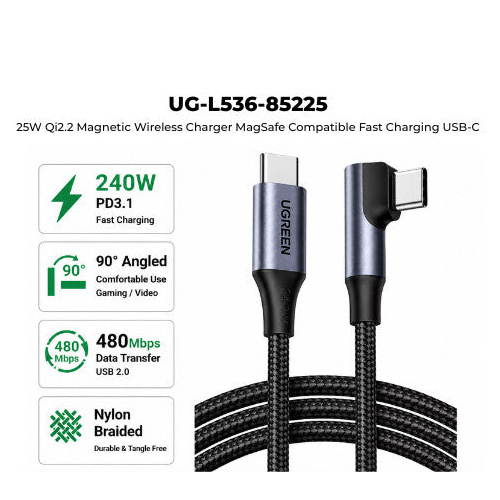 UG-L536-85225
25W Qi2.2 Magnetic Wireless Charger MagSafe Compatible Fast Charging USB-C
240W
PD3.1
Fast Charging
90°
90° Angled
Comfortable Use
Gaming / Video
480
Mbps
480Mbps
Data Transfer
USB 2.0
Nylon
Braided
Durable & Tangle Free
UGREEN
240W